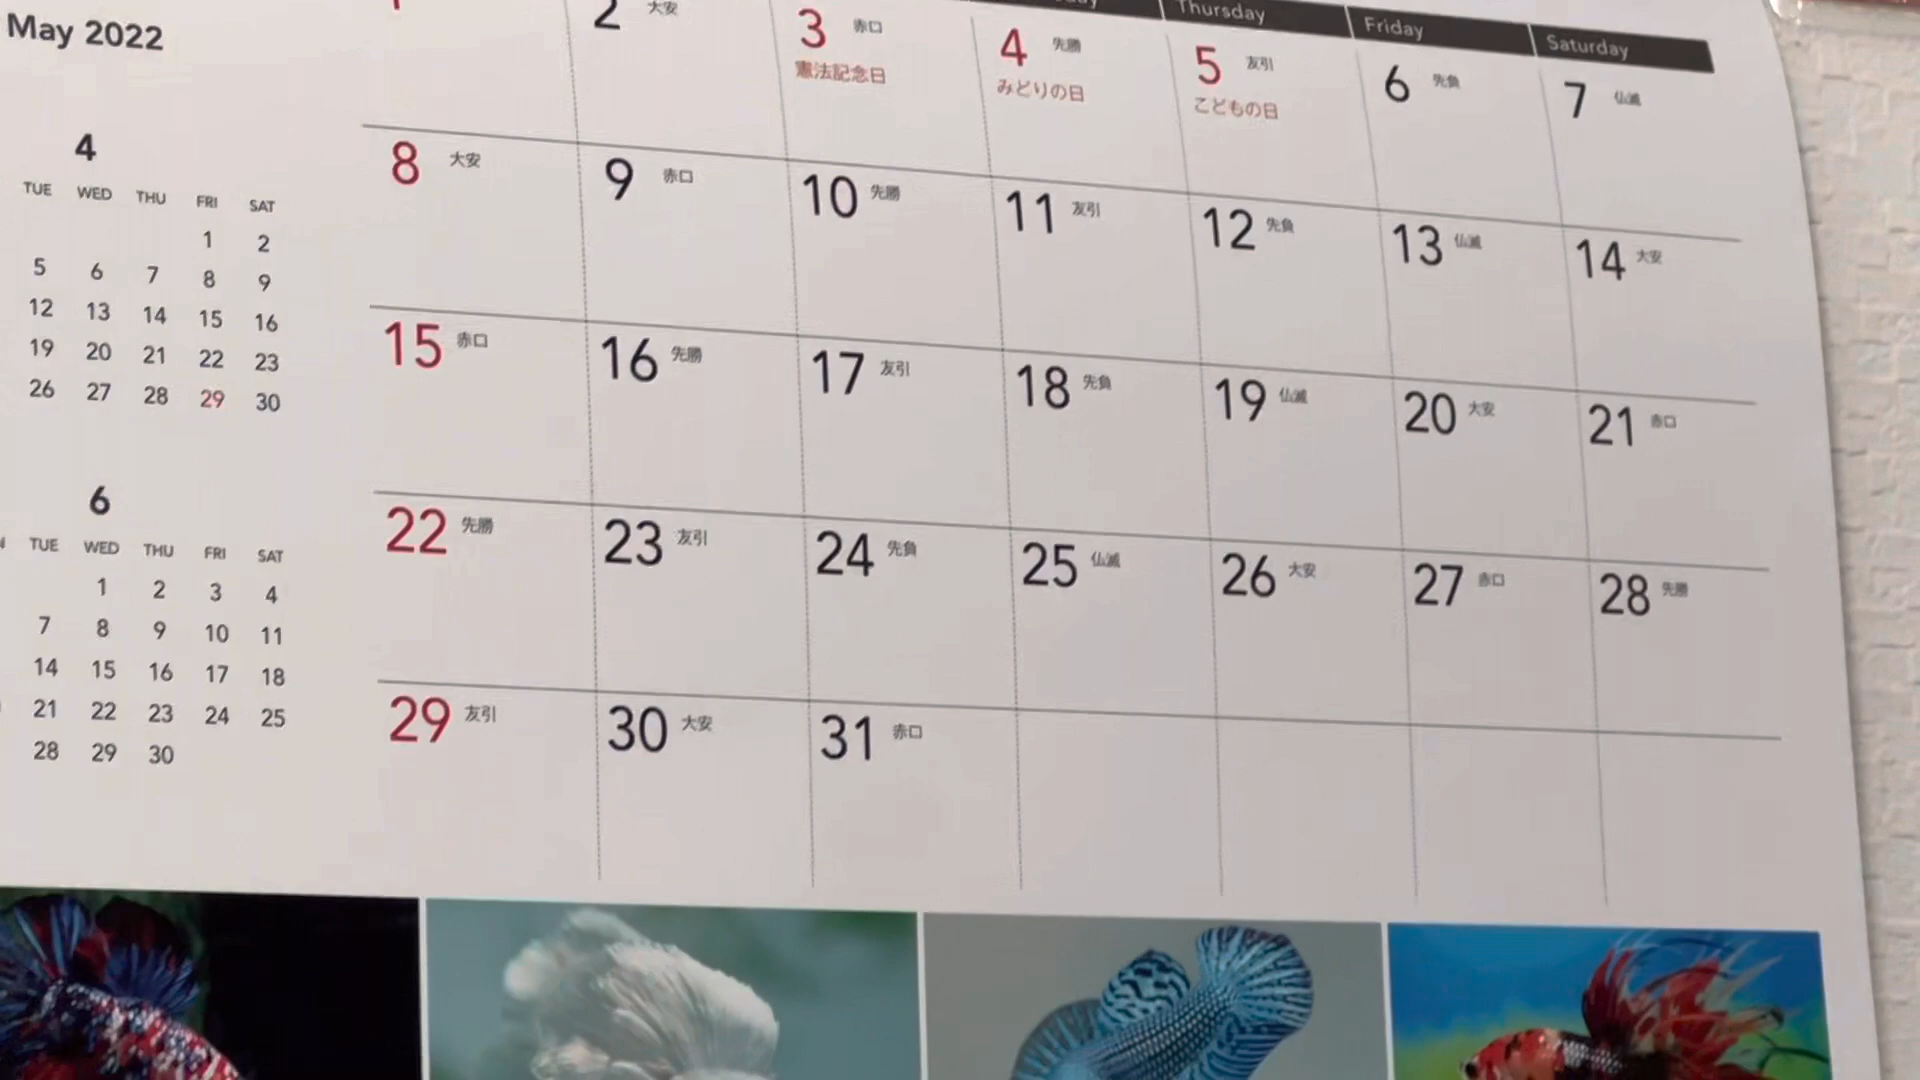 May 2022
Thursday Friday Saturday
2 大安 3 赤口 4 先勝 5 友引 6 先負 7 仏滅
憲法記念日 みどりの日 こどもの日
8 大安 9 赤口 10 先勝 11 友引 12 先負 13 仏滅 14 大安
15 赤口 16 先勝 17 友引 18 先負 19 仏滅 20 大安 21 赤口
22 先勝 23 友引 24 先負 25 仏滅 26 大安 27 赤口 28 先勝
29 友引 30 大安 31 赤口
4
TUE WED THU FRI SAT
1 2
5 6 7 8 9
12 13 14 15 16
19 20 21 22 23
26 27 28 29 30
6
TUE WED THU FRI SAT
1 2 3 4
7 8 9 10 11
14 15 16 17 18
21 22 23 24 25
28 29 30